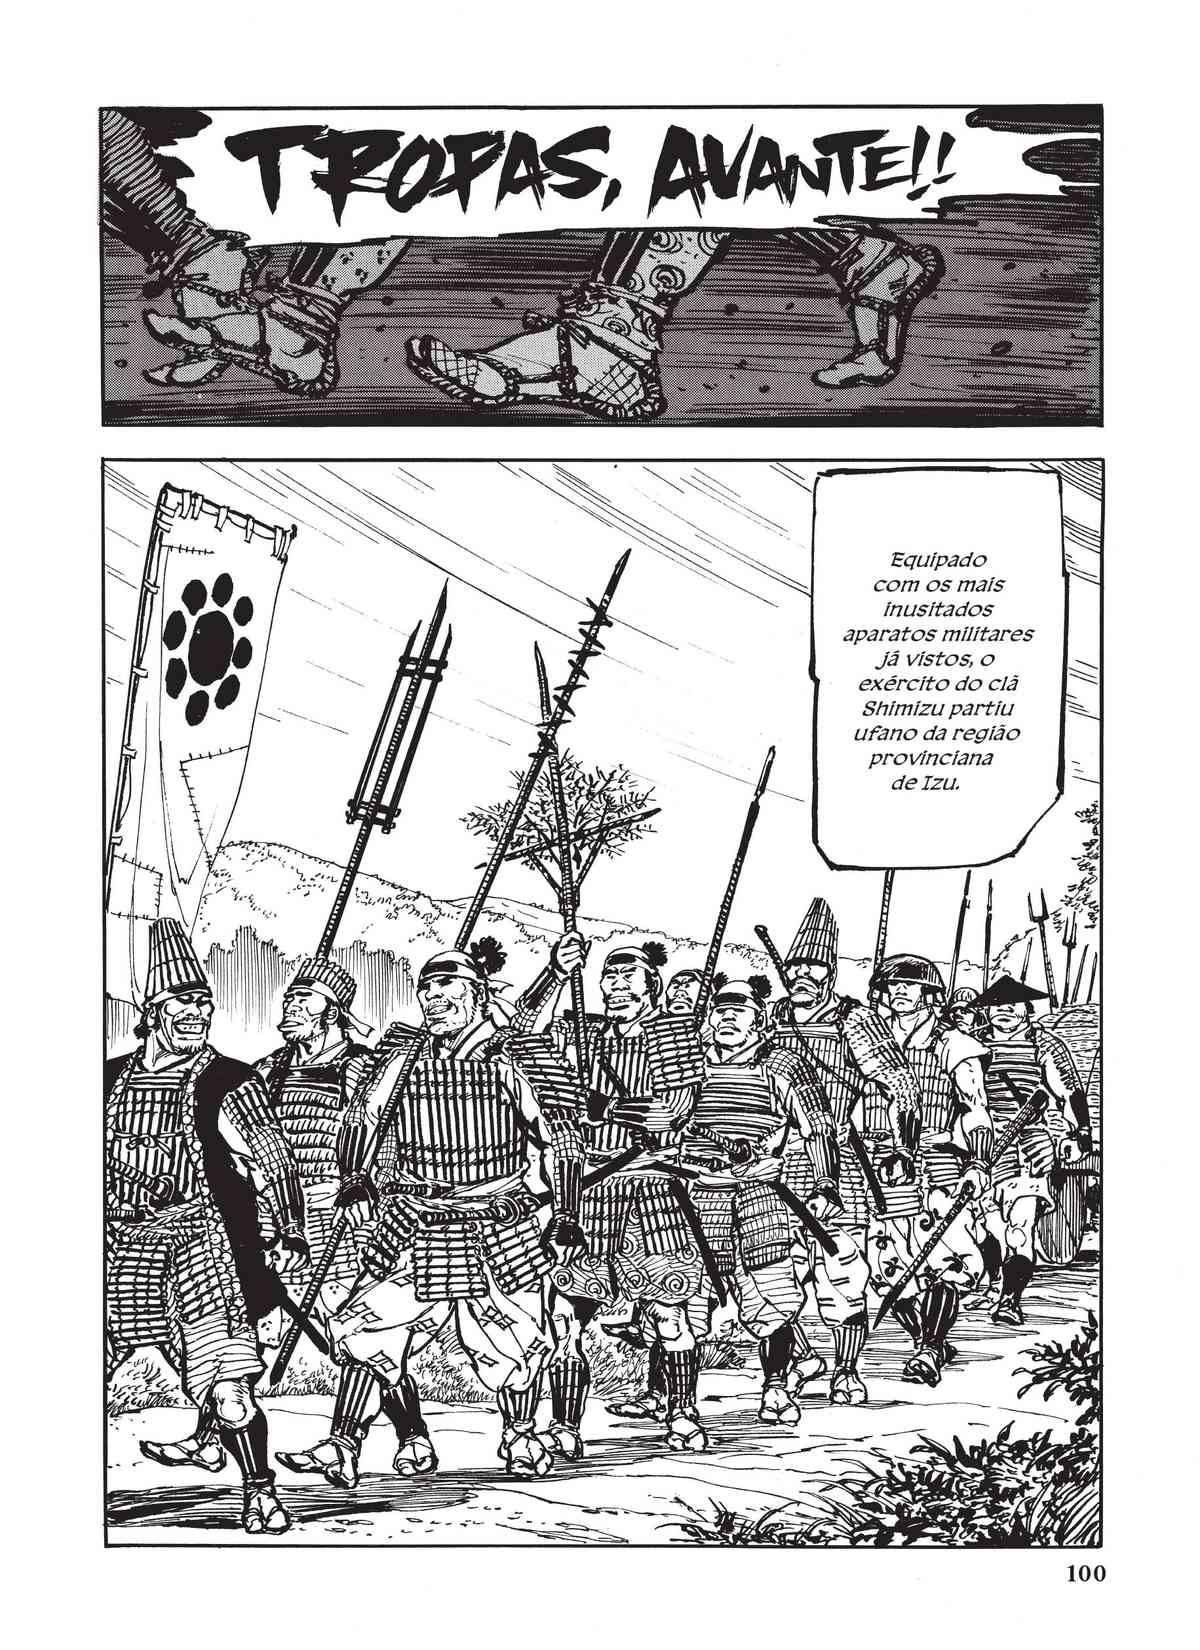 TROPAS, AVANTE!!
Equipado
com os mais
inusitados
aparatos militares
já vistos, o
exército do clã
Shimizu partiu
ufano da região
provinciana
de Izu.
100